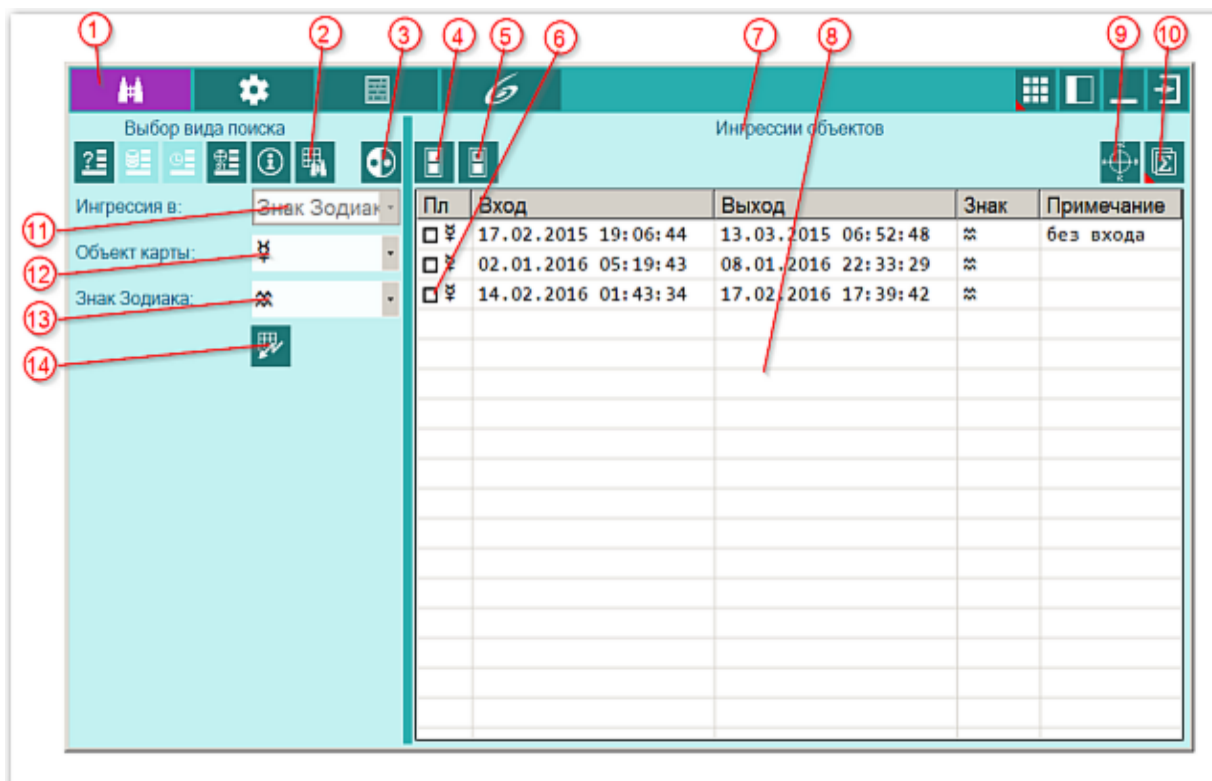 1 2 3 4 5 6 7 8 9 10
Выбор вида поиска
Ингрессии объектов
Ингрессия в: Знак Зодиак
11
Объект карты: ☿
12
Знак Зодиака: ♒
13
14
Пл Вход Выход Знак Примечание
☿ 17.02.2015 19:06:44 13.03.2015 06:52:48 ♒ без входа
☿ 02.01.2016 05:19:43 08.01.2016 22:33:29 ♒
☿ 14.02.2016 01:43:34 17.02.2016 17:39:42 ♒